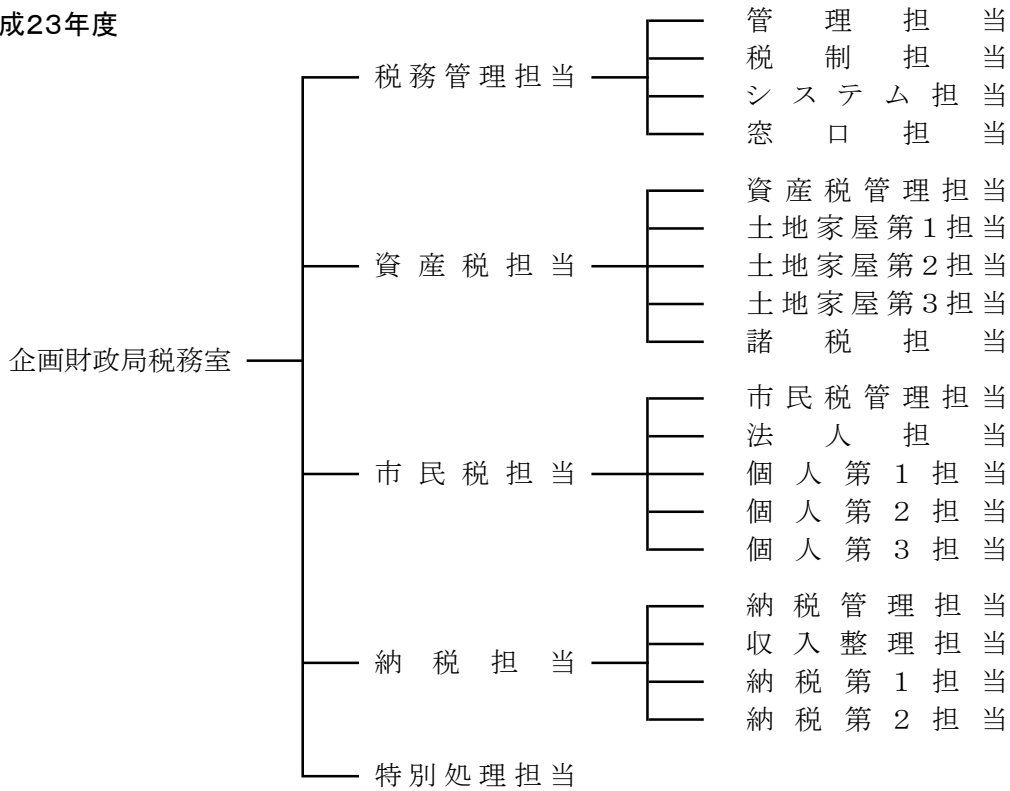 成23年度
企画財政局税務室
税務管理担当
管理担当
税制担当
システム担当
窓口担当
資産税担当
資産税管理担当
土地家屋第1担当
土地家屋第2担当
土地家屋第3担当
諸税担当
市民税担当
市民税管理担当
法人担当
個人第1担当
個人第2担当
個人第3担当
納税担当
納税管理担当
収入整理担当
納税第1担当
納税第2担当
特別処理担当